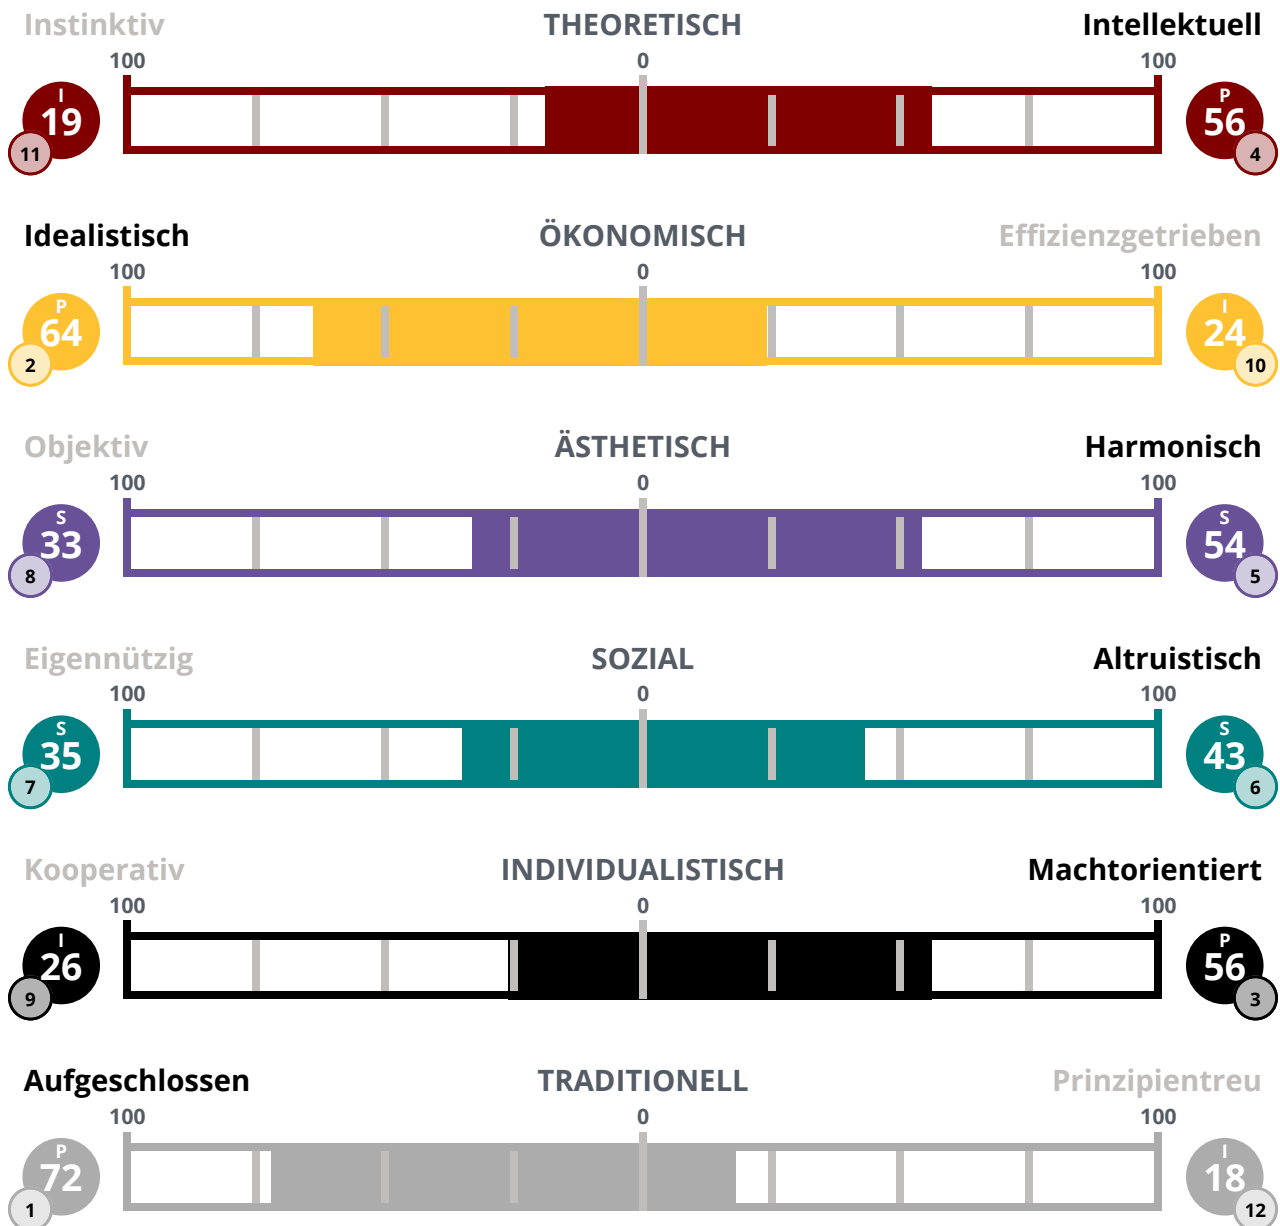 Instinktiv THEORETISCH Intellektuell
100 0 100
I P
19 56
11 4
Idealistisch ÖKONOMISCH Effizienzgetrieben
100 0 100
P I
64 24
2 10
Objektiv ÄSTHETISCH Harmonisch
100 0 100
S S
33 54
8 5
Eigennützig SOZIAL Altruistisch
100 0 100
S S
35 43
7 6
Kooperativ INDIVIDUALISTISCH Machtorientiert
100 0 100
I P
26 56
9 3
Aufgeschlossen TRADITIONELL Prinzipientreu
100 0 100
P I
72 18
1 12